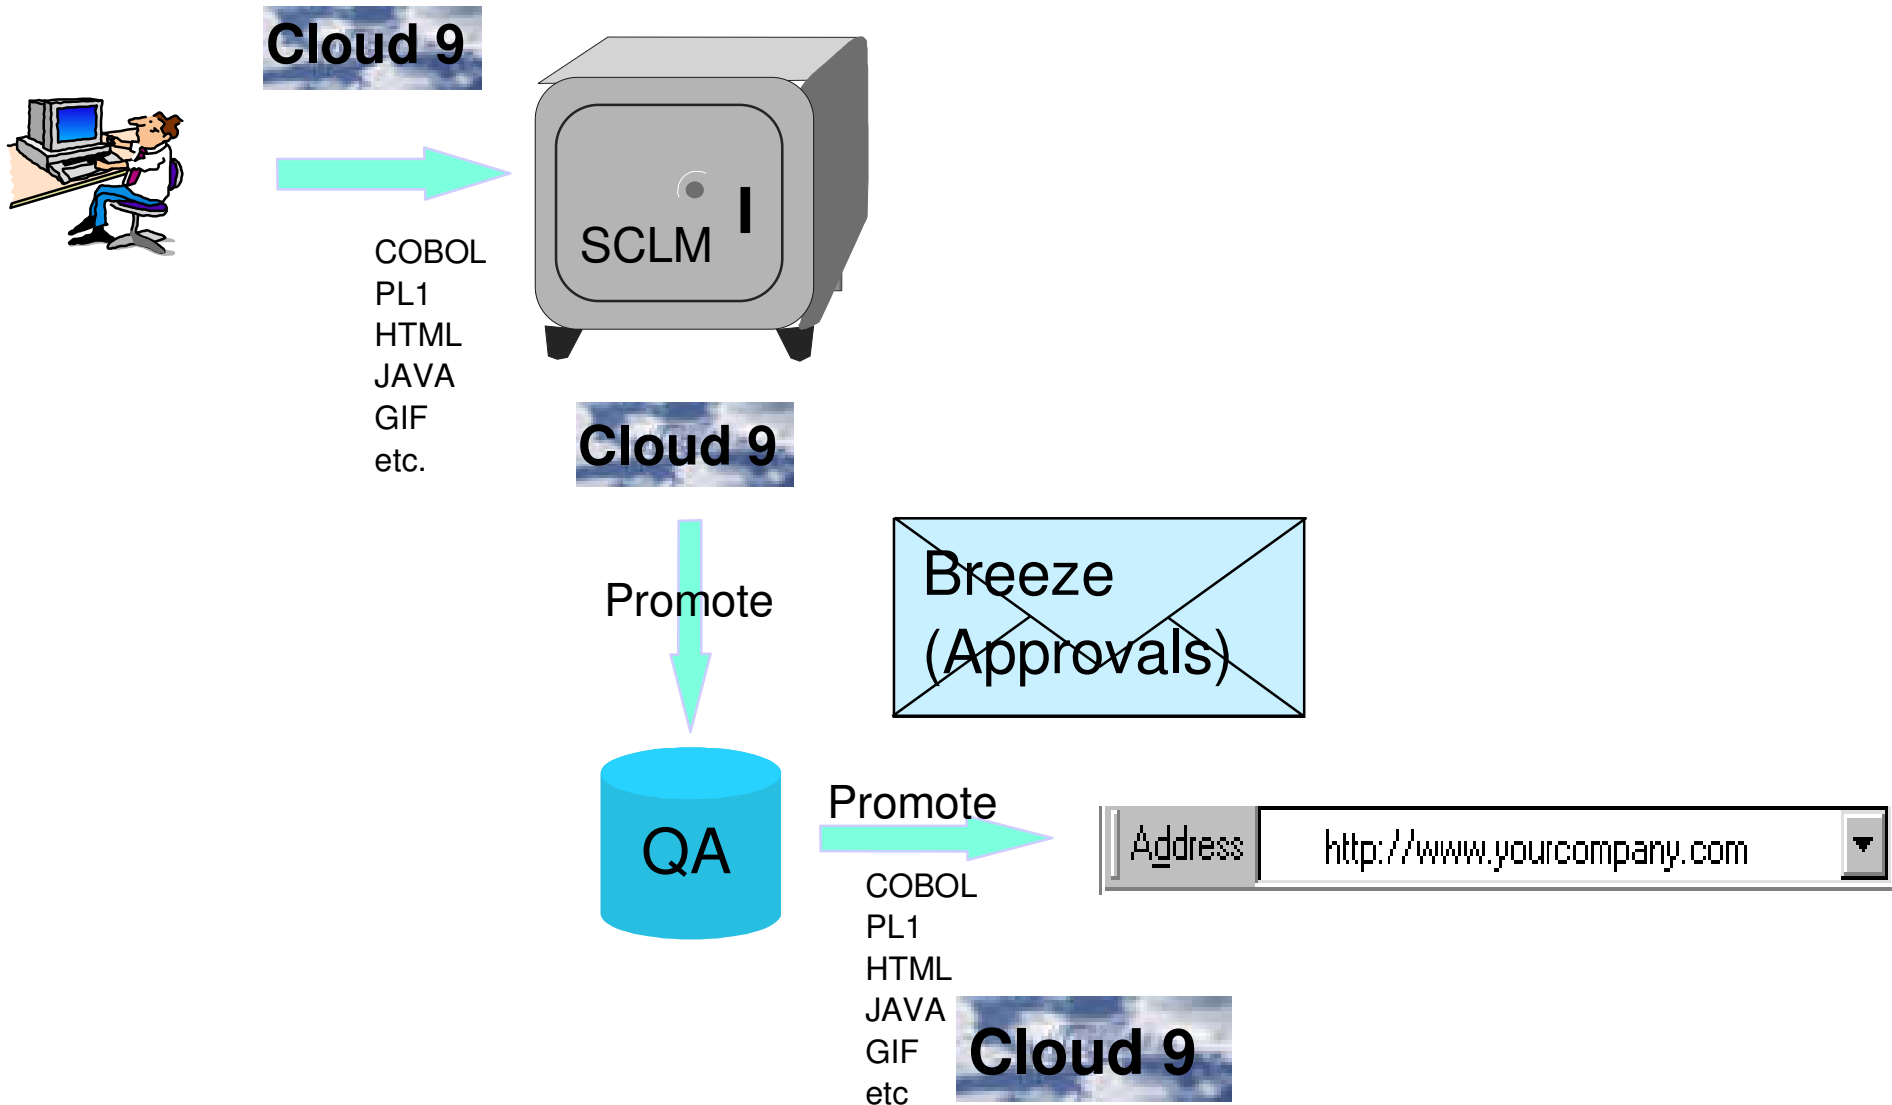 Cloud 9
SCLM
COBOL
PL1
HTML
JAVA
GIF
etc.
Cloud 9
Promote
Breeze
(Approvals)
QA
Promote
Address http://www.yourcompany.com
COBOL
PL1
HTML
JAVA
GIF
etc
Cloud 9